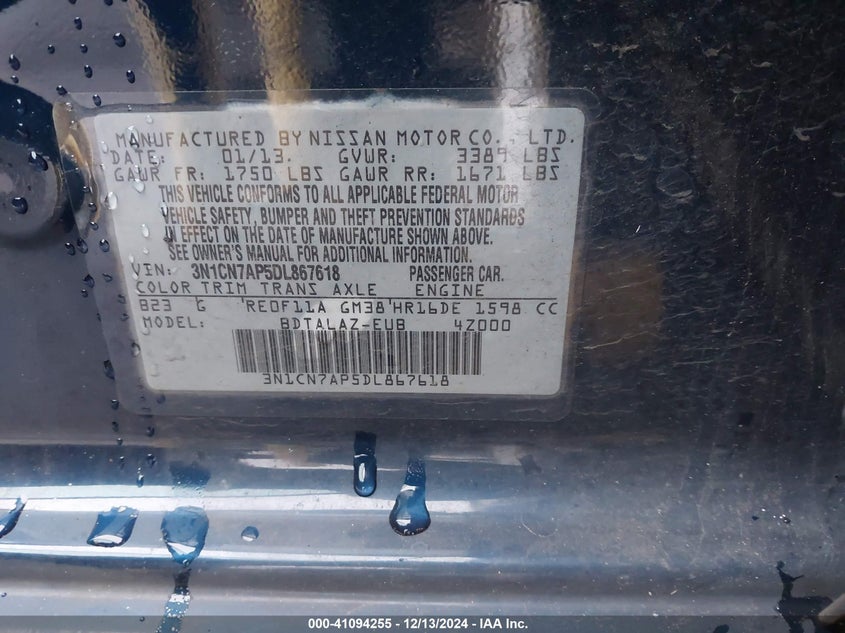 MANUFACTURED BY NISSAN MOTOR CO., LTD.
DATE: 01/13. GVWR: 3389 LBS
GAWR FR: 1750 LBS GAWR RR: 1671 LBS
THIS VEHICLE CONFORMS TO ALL APPLICABLE FEDERAL MOTOR
VEHICLE SAFETY, BUMPER AND THEFT PREVENTION STANDARDS
IN EFFECT ON THE DATE OF MANUFACTURE SHOWN ABOVE.
SEE OWNER'S MANUAL FOR ADDITIONAL INFORMATION.
VIN: 3N1CN7AP5DL867618 PASSENGER CAR.
COLOR TRIM TRANS AXLE ENGINE
B23 G RE0F11A GM38 HR16DE 1598 CC
MODEL: BDTALAZ-EUB 4Z000
3N1CN7AP5DL867618
000-41094255 - 12/13/2024 - IAA Inc.